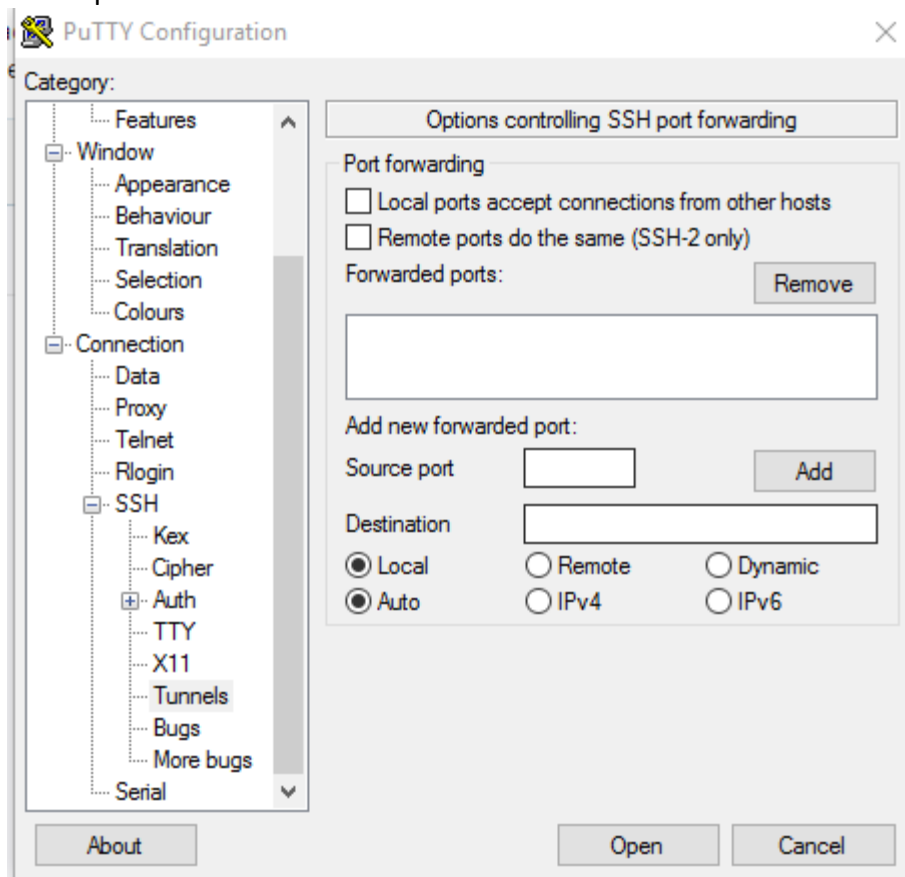 PuTTY Configuration
Category:
Features
Window
Appearance
Behaviour
Translation
Selection
Colours
Connection
Data
Proxy
Telnet
Rlogin
SSH
Kex
Cipher
Auth
TTY
X11
Tunnels
Bugs
More bugs
Serial
Options controlling SSH port forwarding
Port forwarding
Local ports accept connections from other hosts
Remote ports do the same (SSH-2 only)
Forwarded ports:
Remove
Add new forwarded port:
Source port
Add
Destination
Local Remote Dynamic
Auto IPv4 IPv6
About Open Cancel